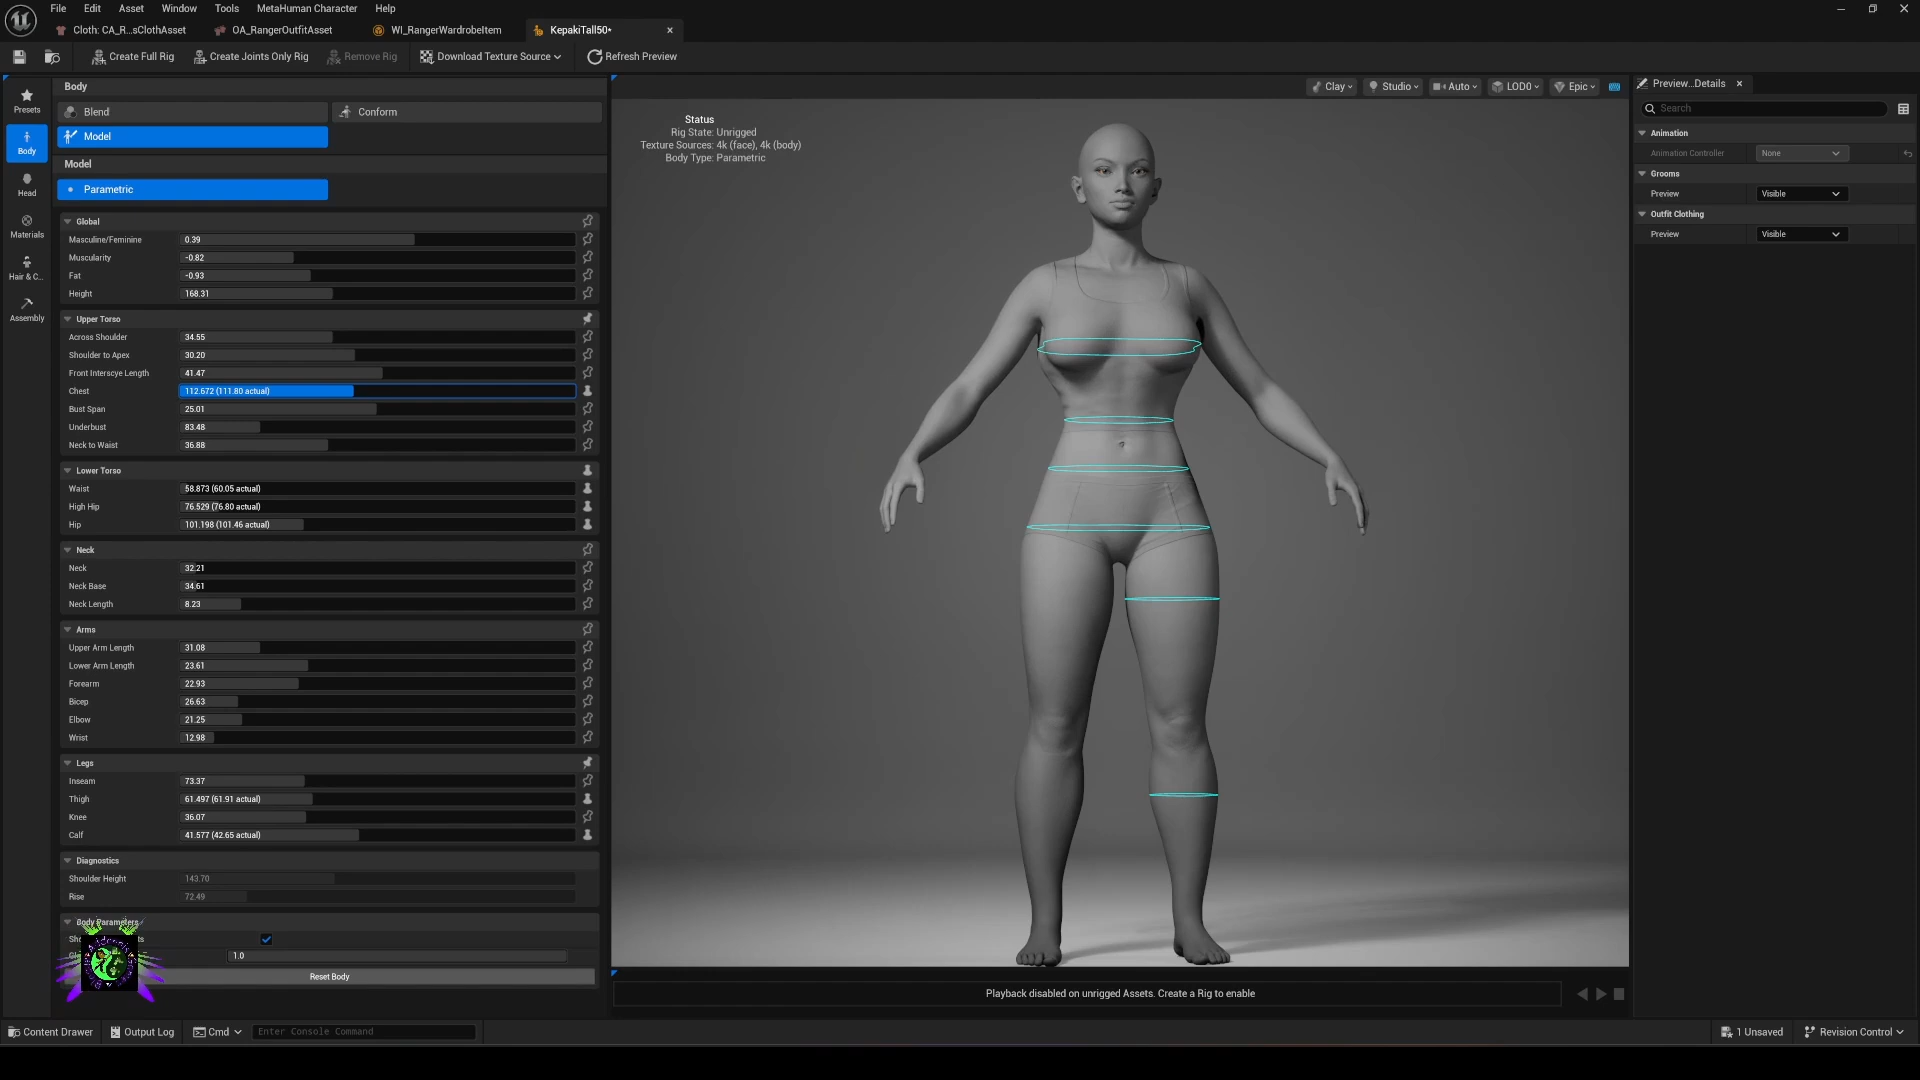 File Edit Asset Window Tools MetaHuman Character Help
Cloth: CA_R...sClothAsset OA_RangerOutfitAsset WI_RangerWardrobeItem KepakiTall50*
Create Full Rig Create Joints Only Rig Remove Rig Download Texture Source Refresh Preview
Presets
Body
Head
Materials
Hair & C...
Assembly
Body
Blend Conform
Model
Model
Parametric
Global
Masculine/Feminine 0.39
Muscularity -0.82
Fat -0.93
Height 168.31
Upper Torso
Across Shoulder 34.55
Shoulder to Apex 30.20
Front Interscye Length 41.47
Chest 112.672 (111.80 actual)
Bust Span 25.01
Underbust 83.48
Neck to Waist 36.88
Lower Torso
Waist 58.873 (60.05 actual)
High Hip 76.529 (76.80 actual)
Hip 101.198 (101.46 actual)
Neck
Neck 32.21
Neck Base 34.61
Neck Length 8.23
Arms
Upper Arm Length 31.08
Lower Arm Length 23.61
Forearm 22.93
Bicep 26.63
Elbow 21.25
Wrist 12.98
Legs
Inseam 73.37
Thigh 61.497 (61.91 actual)
Knee 36.07
Calf 41.577 (42.65 actual)
Diagnostics
Shoulder Height 143.70
Rise 72.49
Body Parameters
1.0
Reset Body
Clay Studio Auto LOD0 Epic
Status
Rig State: Unrigged
Texture Sources: 4k (face), 4k (body)
Body Type: Parametric
Playback disabled on unrigged Assets. Create a Rig to enable
Preview...Details
Search
Animation
Animation Controller None
Grooms
Preview Visible
Outfit Clothing
Preview Visible
Content Drawer Output Log Cmd Enter Console Command 1 Unsaved Revision Control